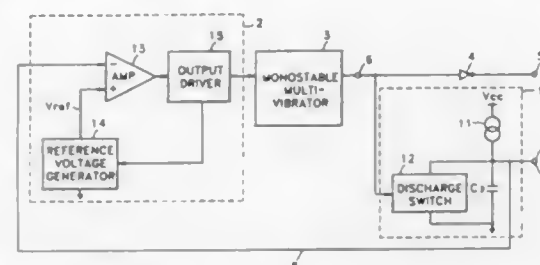 2
13
15
3
6
4
5
AMP
-
+
OUTPUT
DRIVER
MONOSTABLE
MULTI-
VIBRATOR
Vref
14
REFERENCE
VOLTAGE
GENERATOR
Vcc
11
12
DISCHARGE
SWITCH